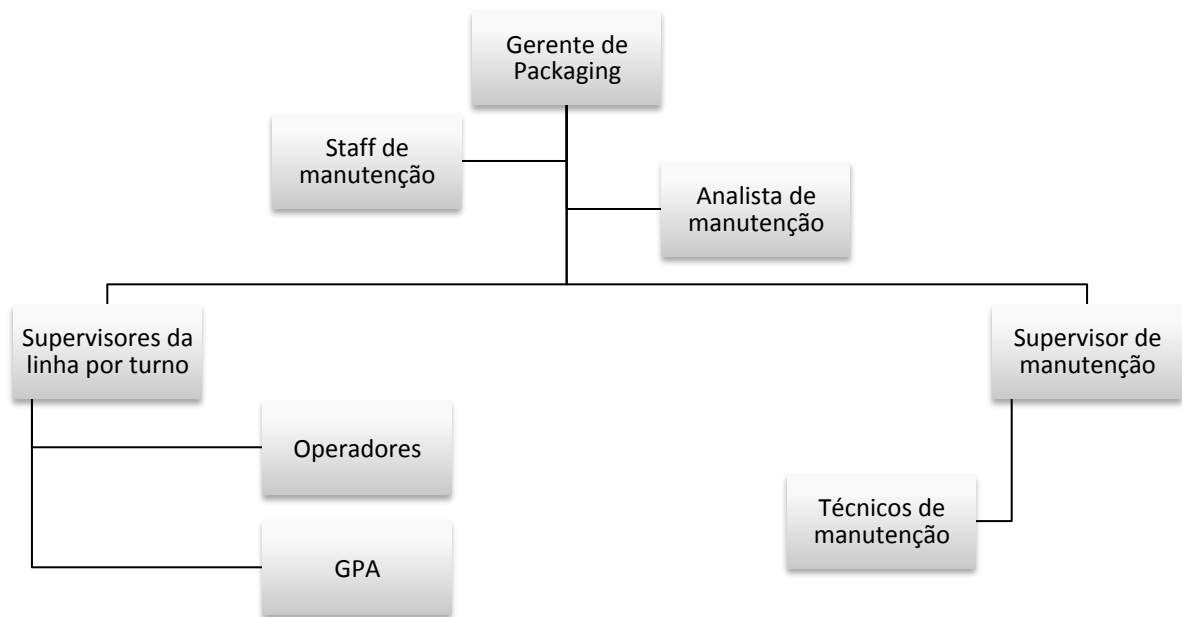 Gerente de
Packaging
Staff de
manutenção
Analista de
manutenção
Supervisores da
linha por turno
Supervisor de
manutenção
Operadores
Técnicos de
manutenção
GPA